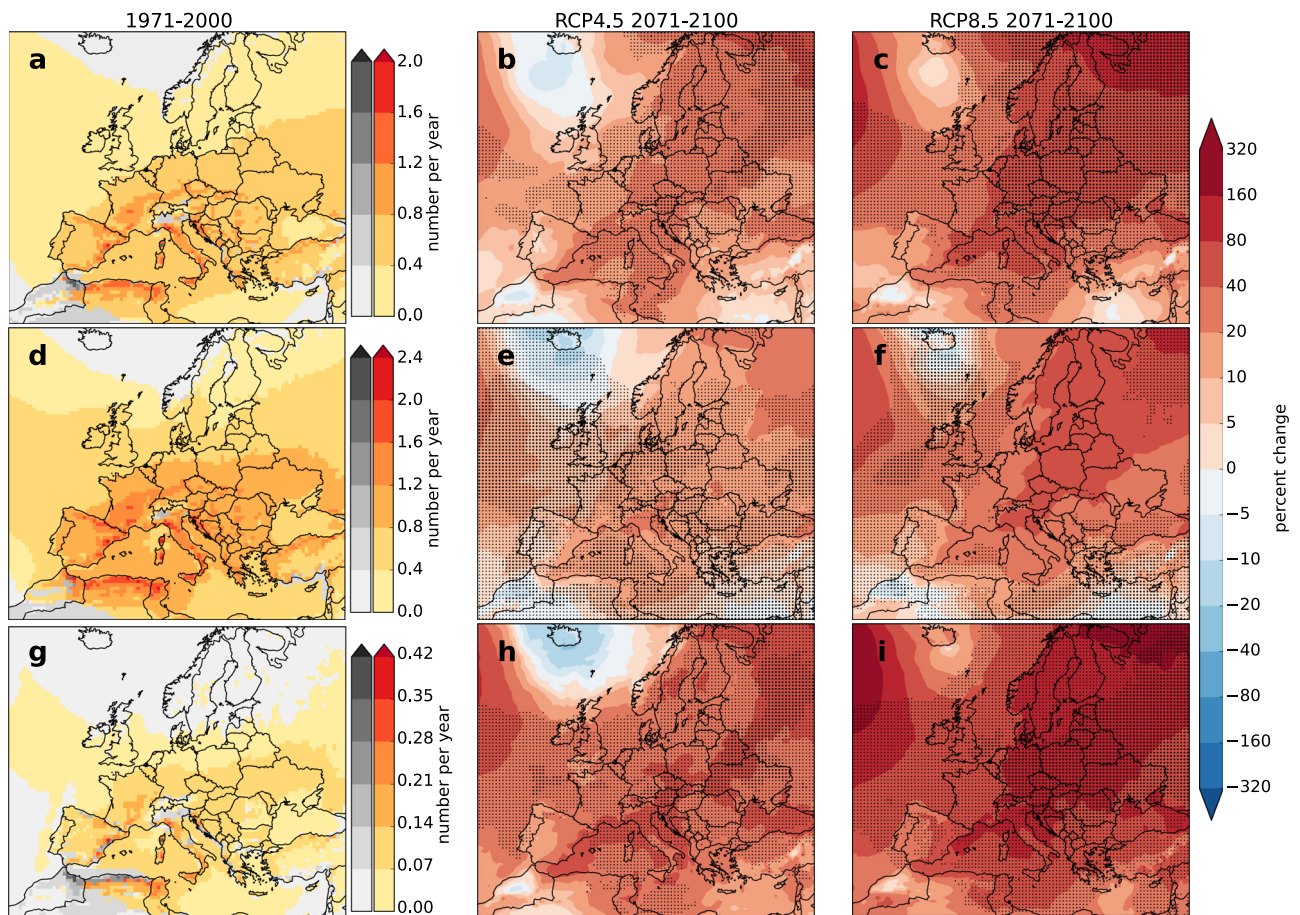 1971-2000
RCP4.5 2071-2100
RCP8.5 2071-2100
a
2.0
1.6
1.2
0.8
0.4
0.0
number per year
b
c
d
2.4
2.0
1.6
1.2
0.8
0.4
0.0
number per year
e
f
g
0.42
0.35
0.28
0.21
0.14
0.07
0.00
number per year
h
i
320
160
80
40
20
10
5
0
−5
−10
−20
−40
−80
−160
−320
percent change